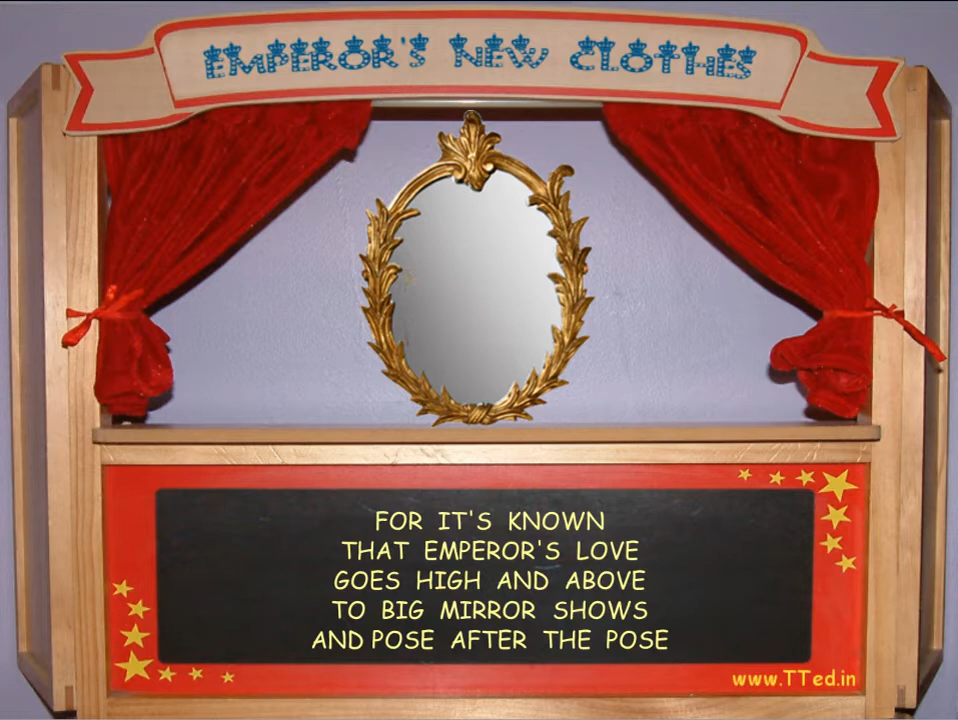 EMPEROR'S NEW CLOTHES
FOR IT'S KNOWN
THAT EMPEROR'S LOVE
GOES HIGH AND ABOVE
TO BIG MIRROR SHOWS
AND POSE AFTER THE POSE
www.TTed.in